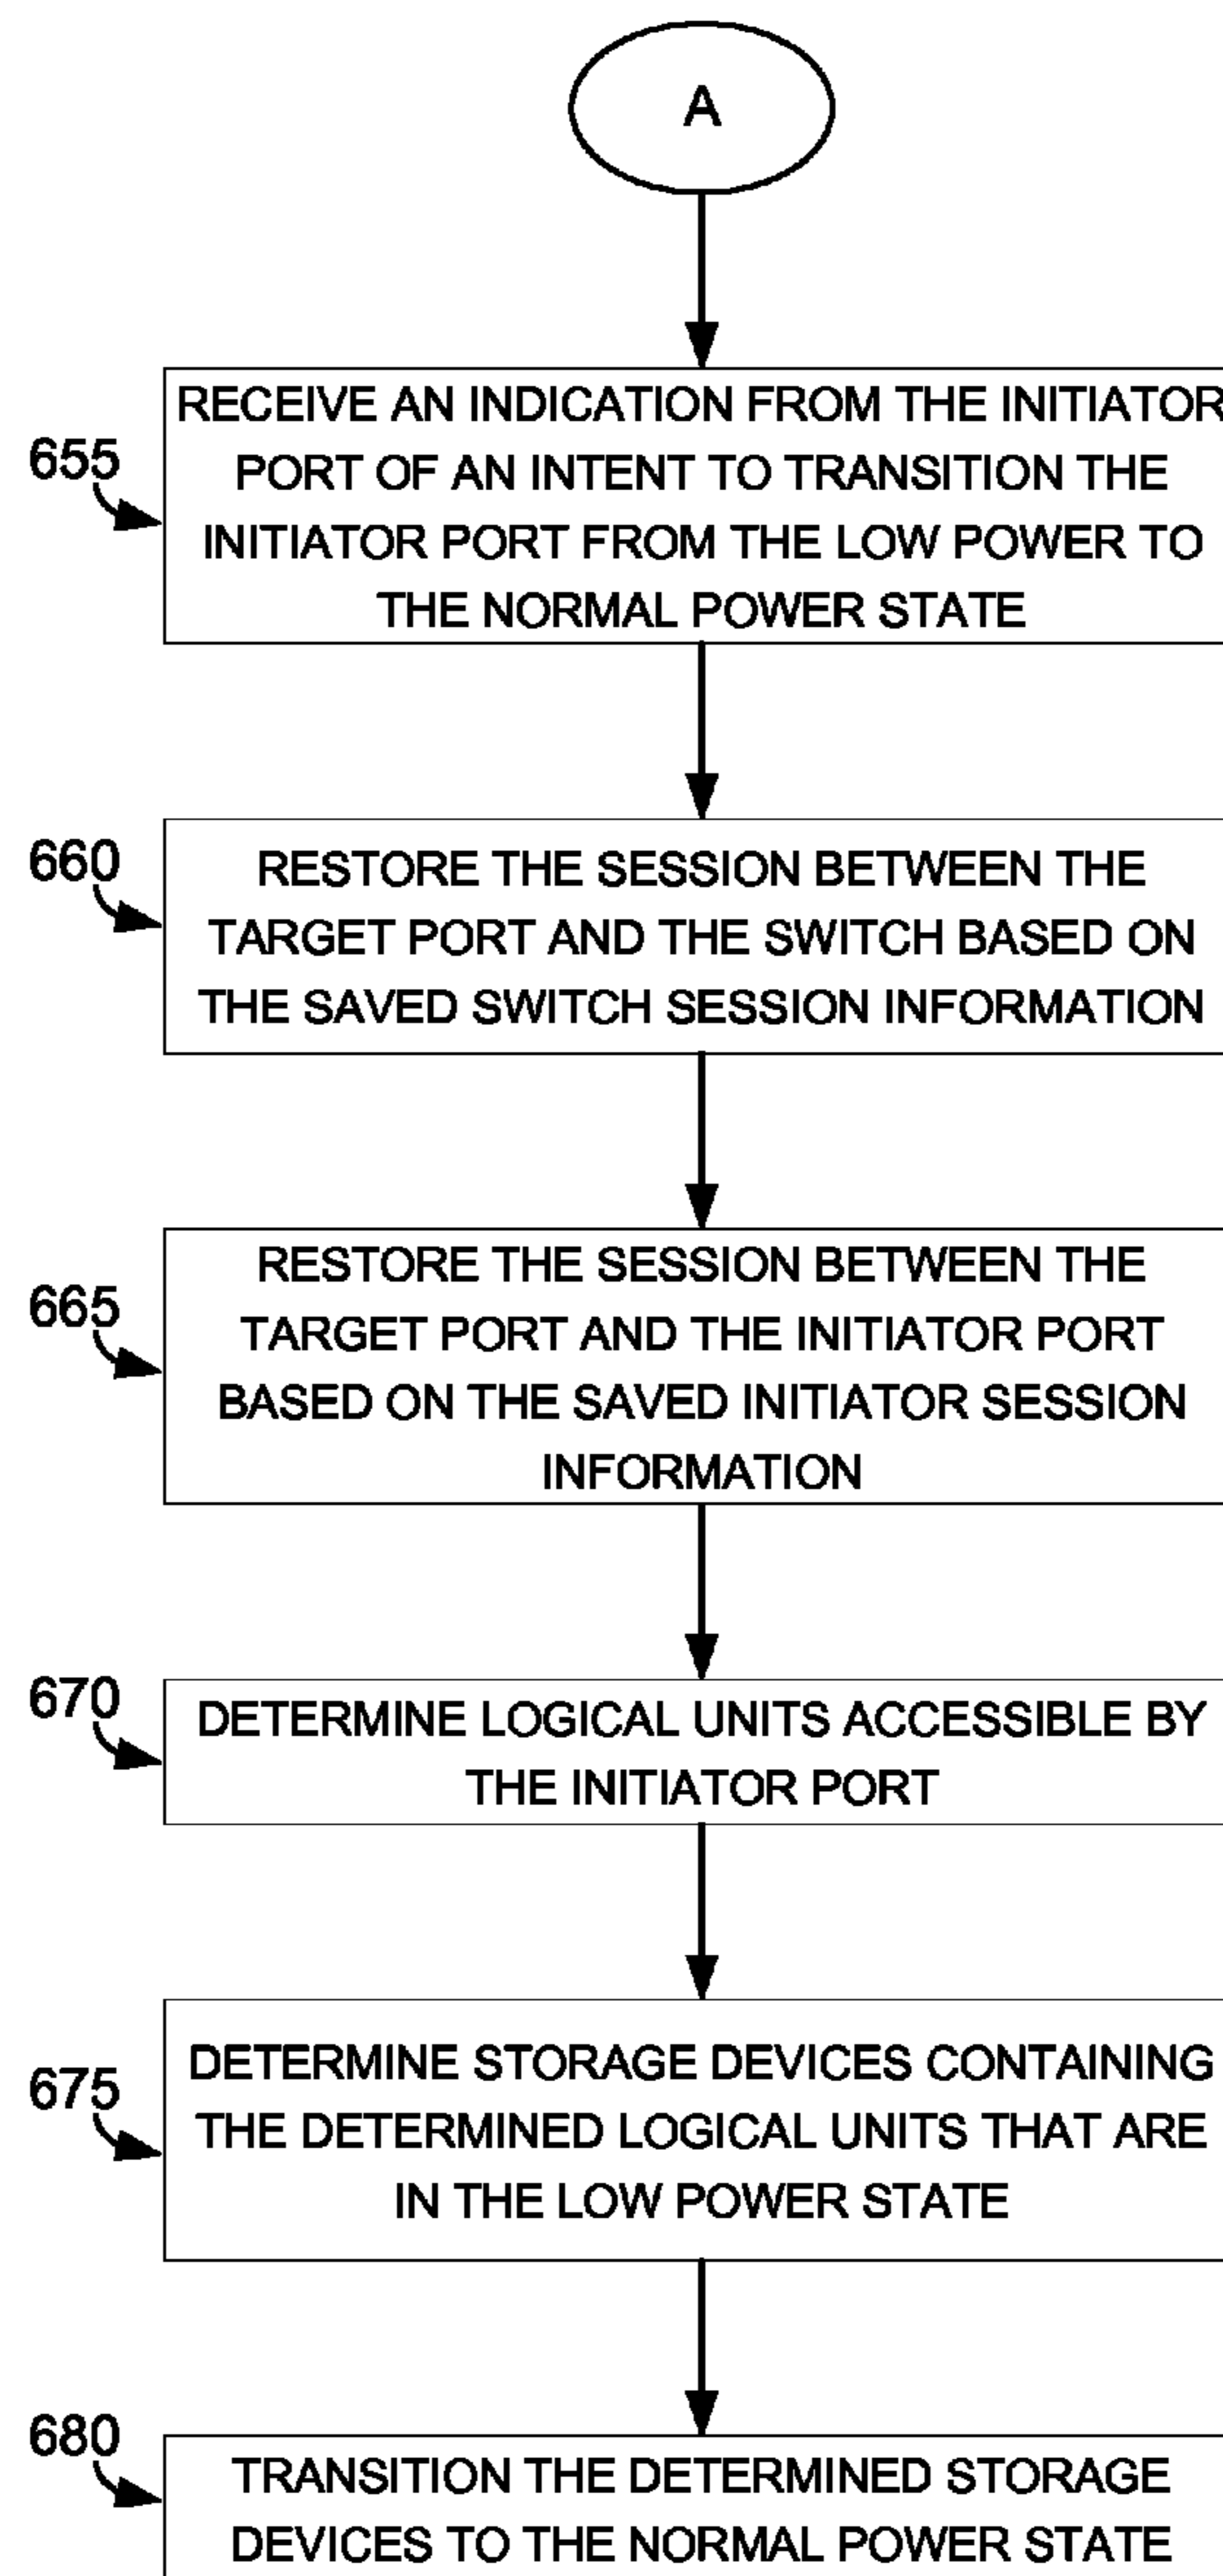 A
655
RECEIVE AN INDICATION FROM THE INITIATOR
PORT OF AN INTENT TO TRANSITION THE
INITIATOR PORT FROM THE LOW POWER TO
THE NORMAL POWER STATE
660
RESTORE THE SESSION BETWEEN THE
TARGET PORT AND THE SWITCH BASED ON
THE SAVED SWITCH SESSION INFORMATION
665
RESTORE THE SESSION BETWEEN THE
TARGET PORT AND THE INITIATOR PORT
BASED ON THE SAVED INITIATOR SESSION
INFORMATION
670
DETERMINE LOGICAL UNITS ACCESSIBLE BY
THE INITIATOR PORT
675
DETERMINE STORAGE DEVICES CONTAINING
THE DETERMINED LOGICAL UNITS THAT ARE
IN THE LOW POWER STATE
680
TRANSITION THE DETERMINED STORAGE
DEVICES TO THE NORMAL POWER STATE